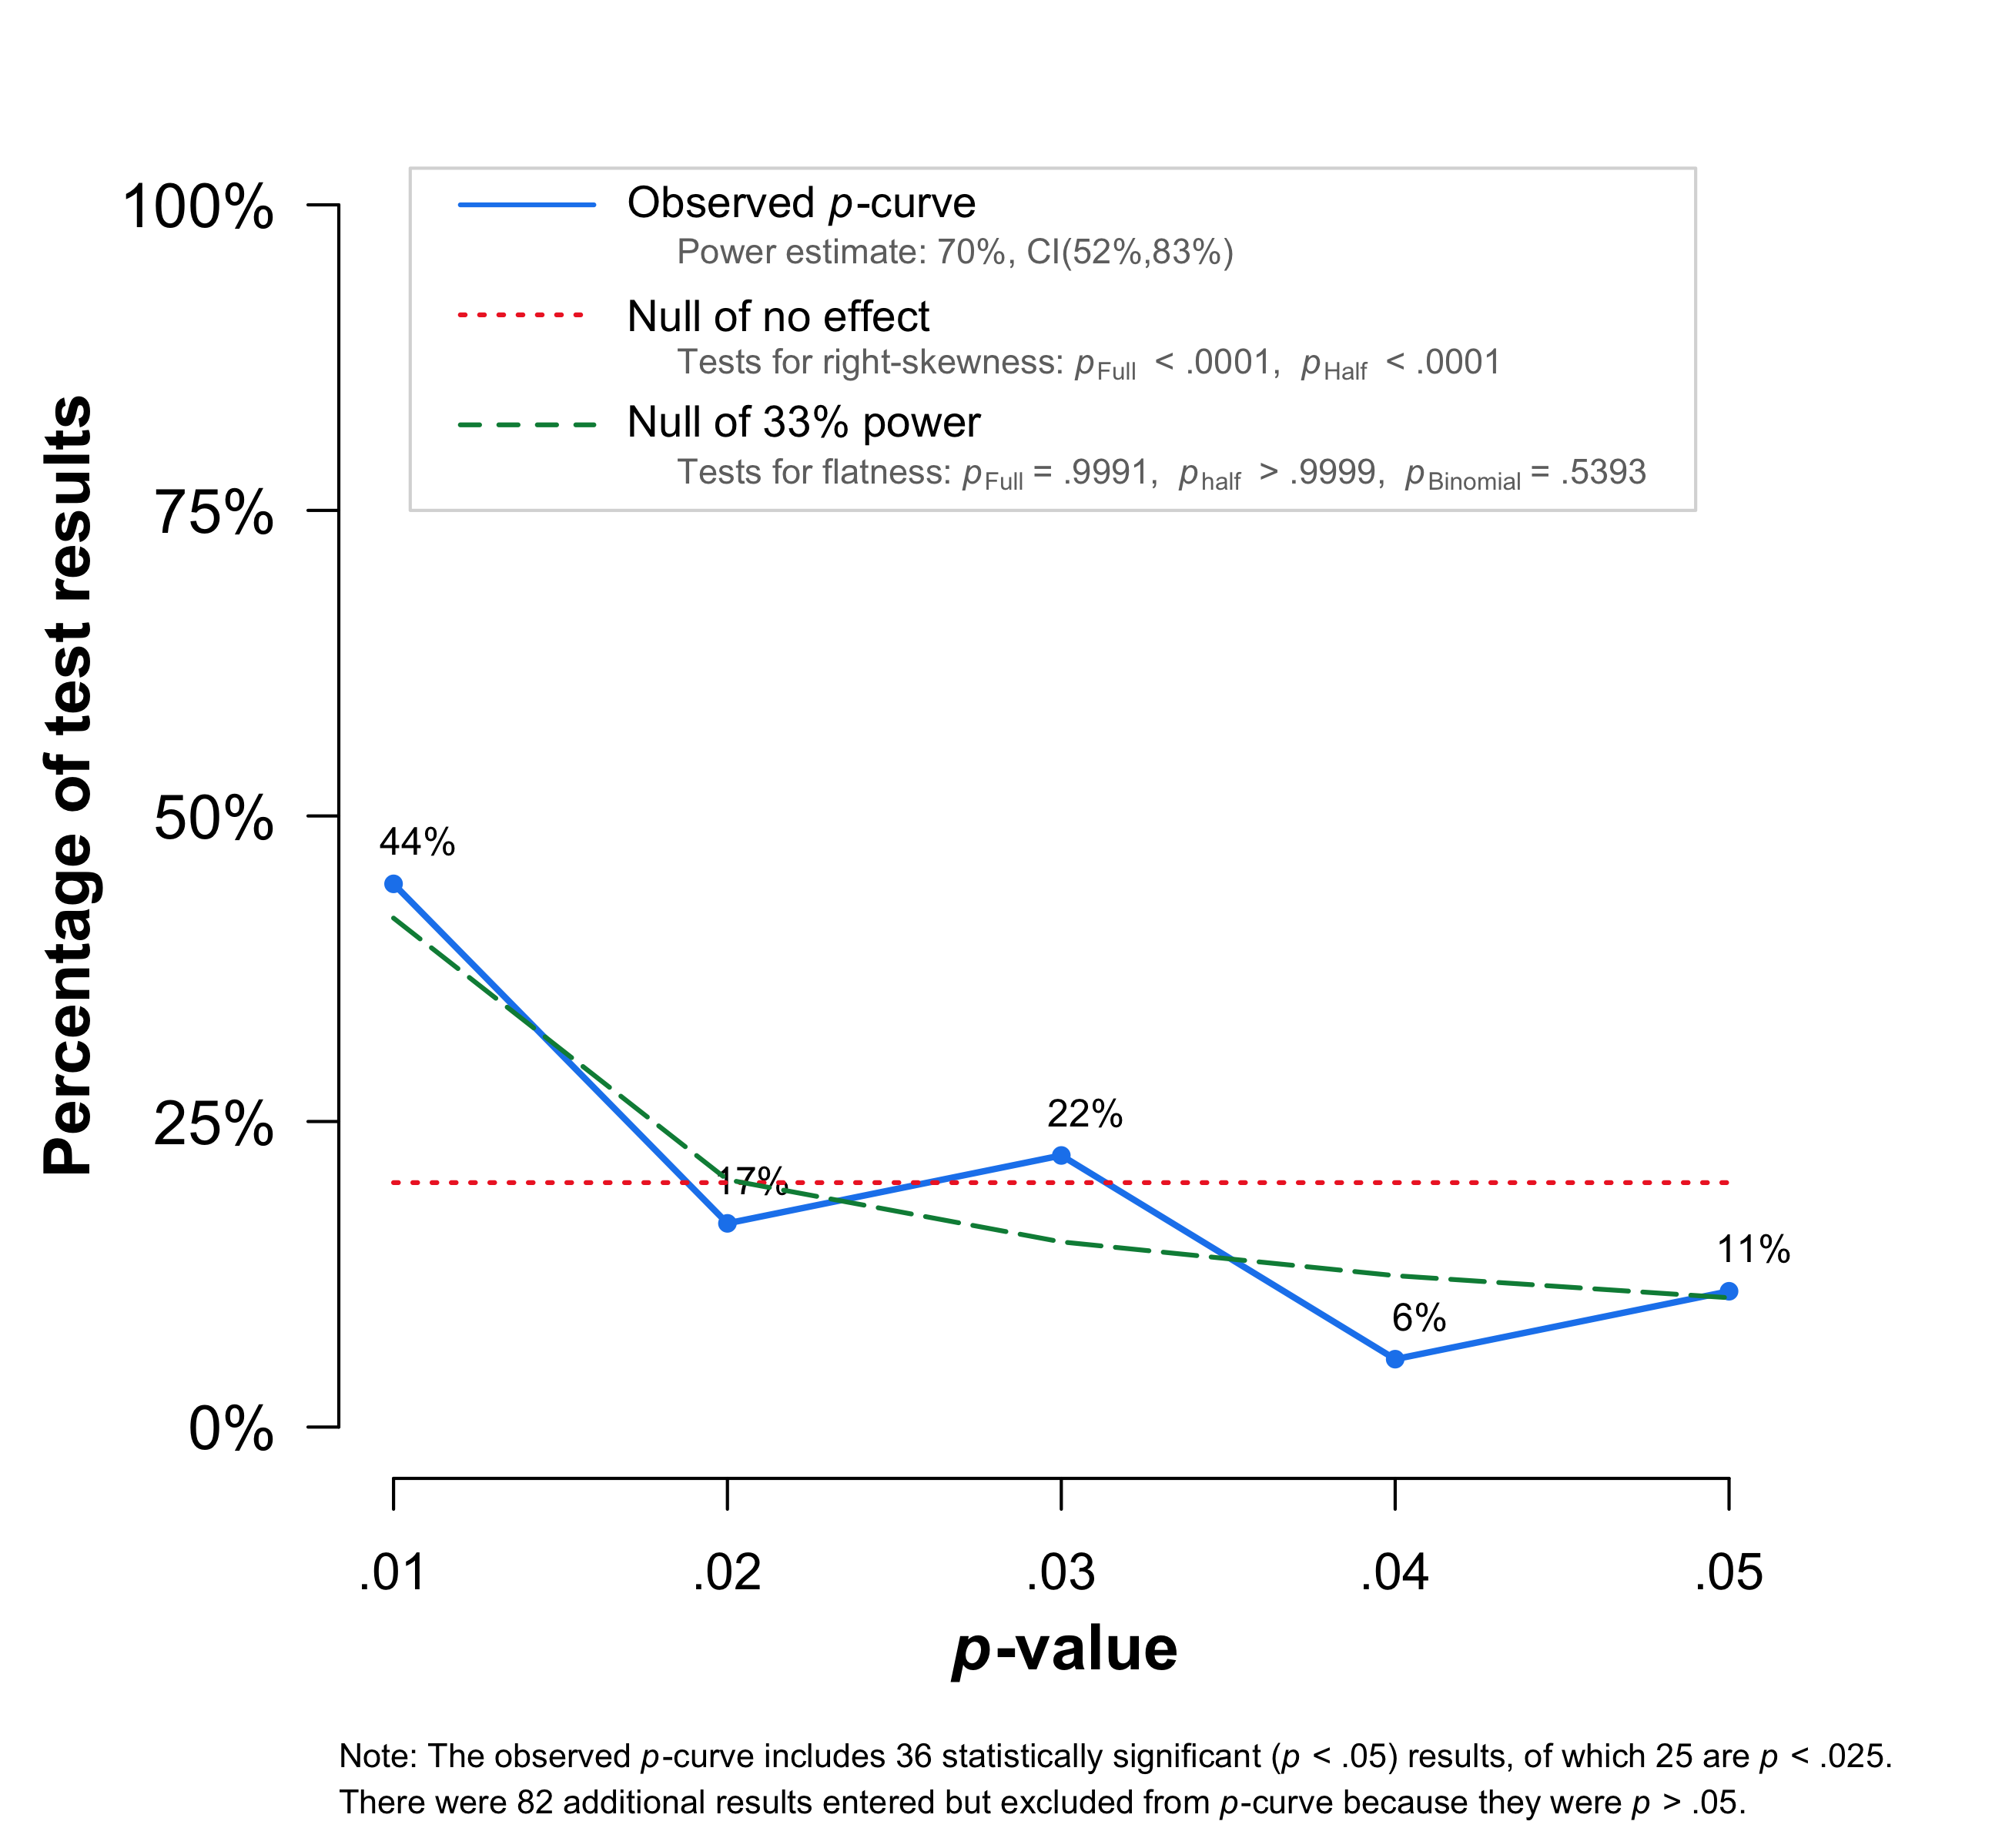 100%
75%
50%
25%
0%
Percentage of test results
Observed p-curve
Power estimate: 70%, CI(52%,83%)
Null of no effect
Tests for right-skewness: pFull < .0001, pHalf < .0001
Null of 33% power
Tests for flatness: pFull = .9991, phalf > .9999, pBinomial = .5393
44%
17%
22%
6%
11%
.01 .02 .03 .04 .05
p-value
Note: The observed p-curve includes 36 statistically significant (p < .05) results, of which 25 are p < .025.
There were 82 additional results entered but excluded from p-curve because they were p > .05.